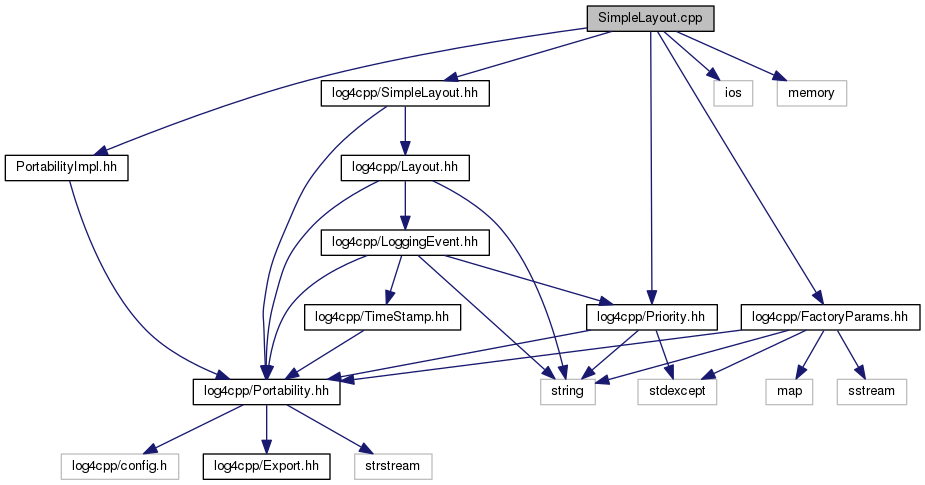 SimpleLayout.cpp
log4cpp/SimpleLayout.hh
ios
memory
PortabilityImpl.hh
log4cpp/Layout.hh
log4cpp/LoggingEvent.hh
log4cpp/TimeStamp.hh
log4cpp/Priority.hh
log4cpp/FactoryParams.hh
log4cpp/Portability.hh
string
stdexcept
map
sstream
log4cpp/config.h
log4cpp/Export.hh
strstream